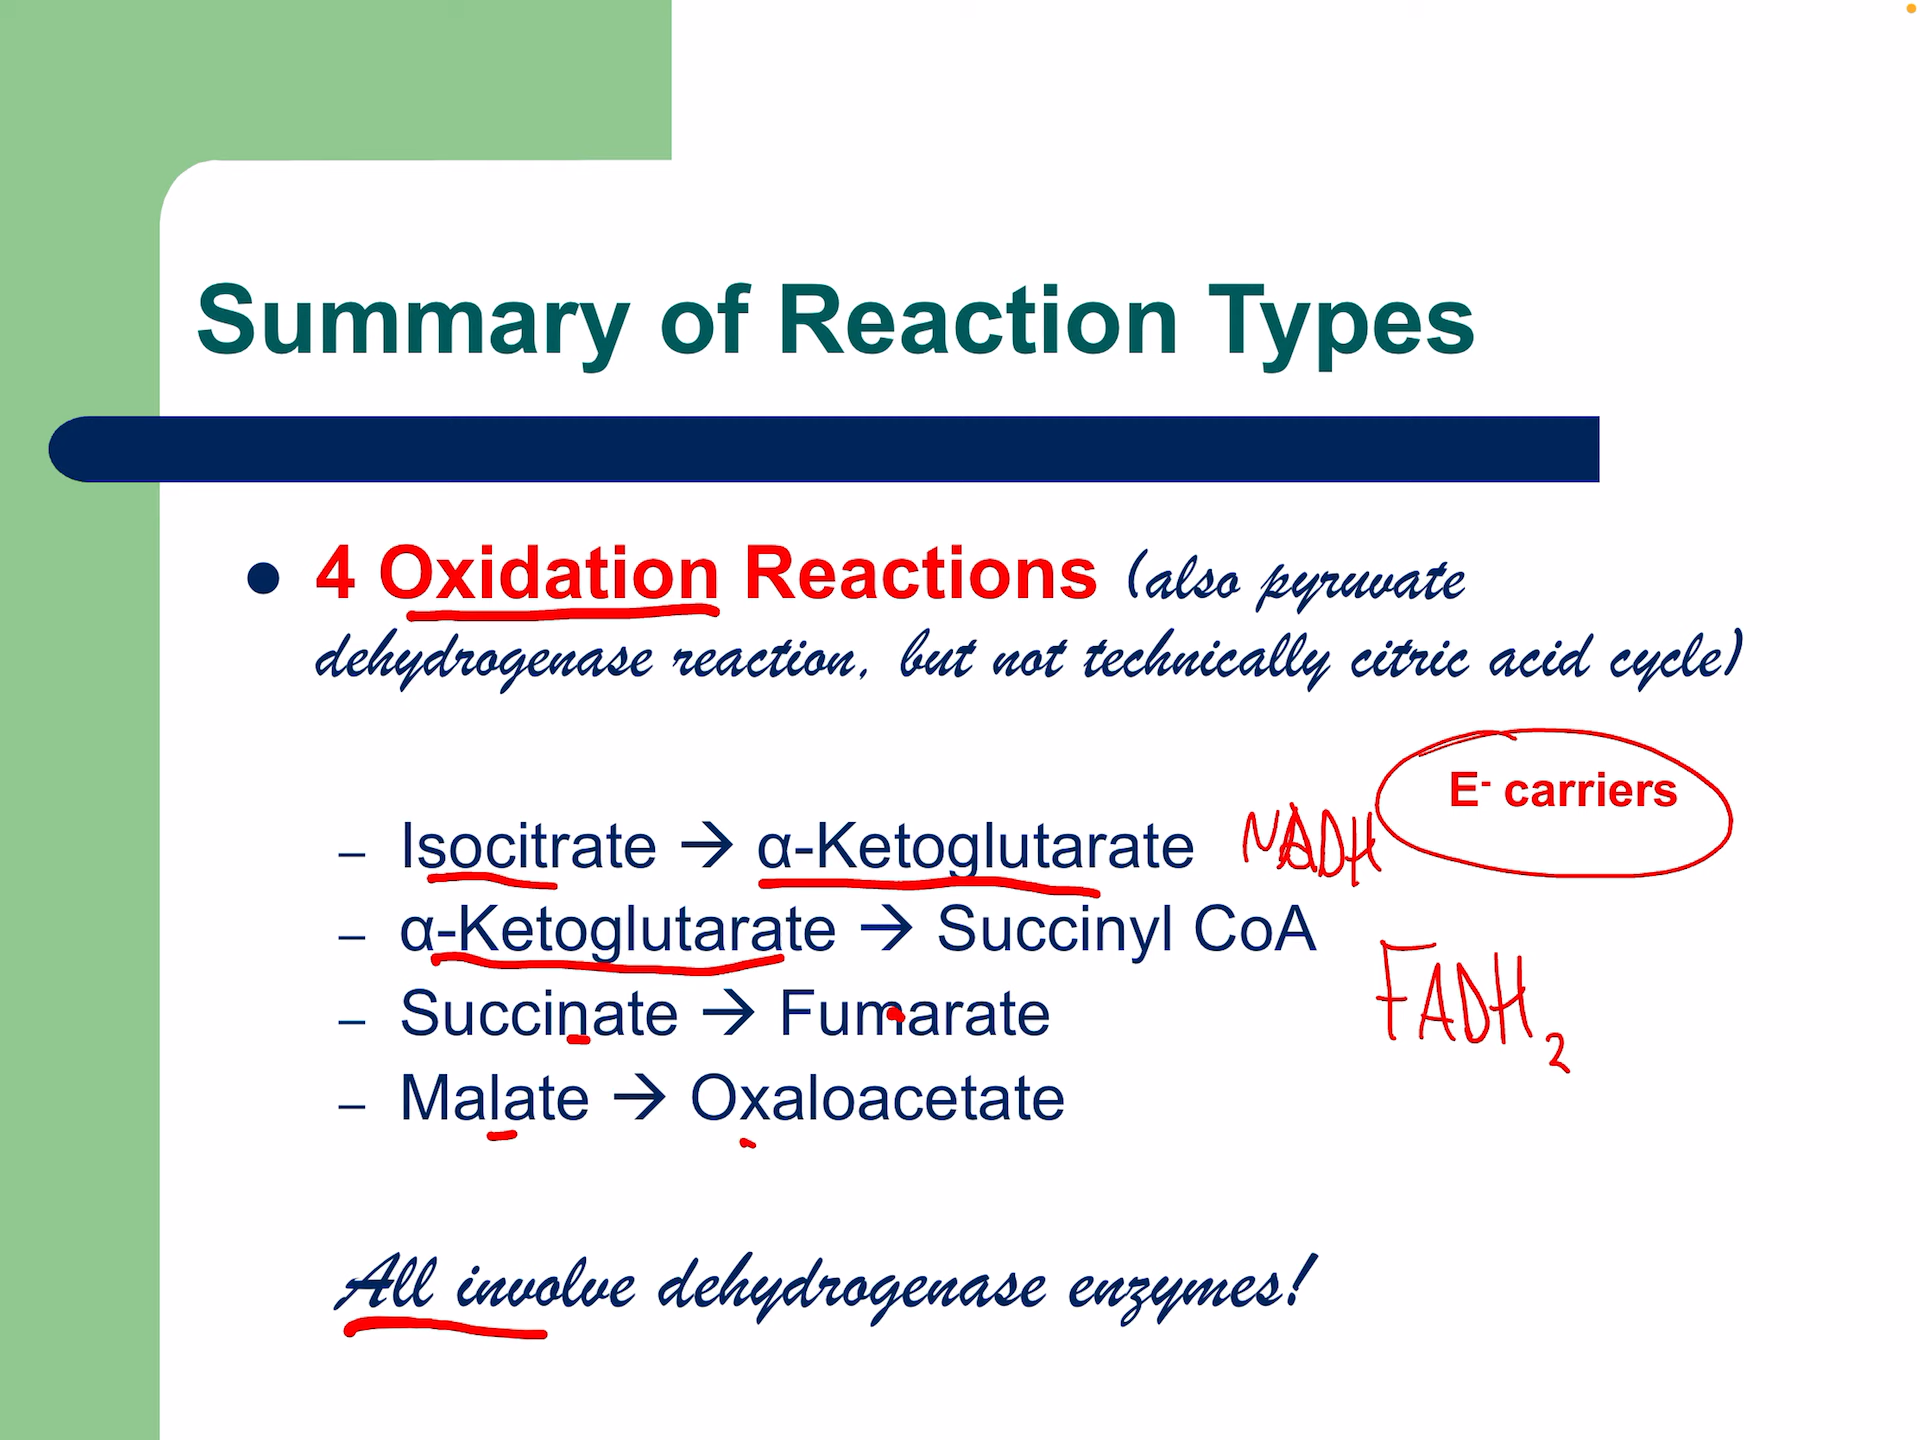 Summary of Reaction Types
● 4 Oxidation Reactions (also pyruvate
dehydrogenase reaction, but not technically citric acid cycle)
E- carriers
– Isocitrate → α-Ketoglutarate NADH
– α-Ketoglutarate → Succinyl CoA
– Succinate → Fumarate FADH2
– Malate → Oxaloacetate
All involve dehydrogenase enzymes!